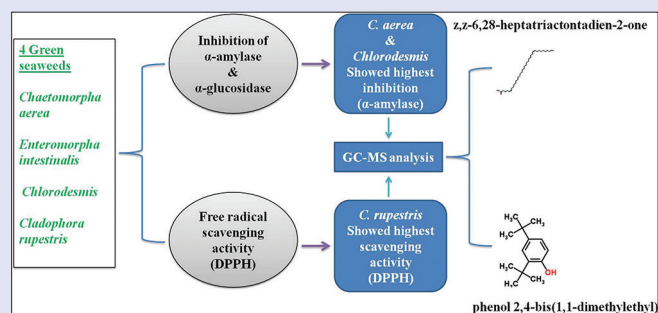 4 Green
seaweeds
Chaetomorpha
aerea
Enteromorpha
intestinalis
Chlorodesmis
Cladophora
rupestris
Inhibition of
α-amylase
&
α-glucosidase
C. aerea
&
Chlorodesmis
Showed highest
inhibition
(α-amylase)
z,z-6,28-heptatriactontadien-2-one
GC-MS analysis
Free radical
scavenging
activity
(DPPH)
C. rupestris
Showed highest
scavenging
activity
(DPPH)
H₃C
CH₃
CH₃
OH
H₃C
CH₃
CH₃
phenol 2,4-bis(1,1-dimethylethyl)